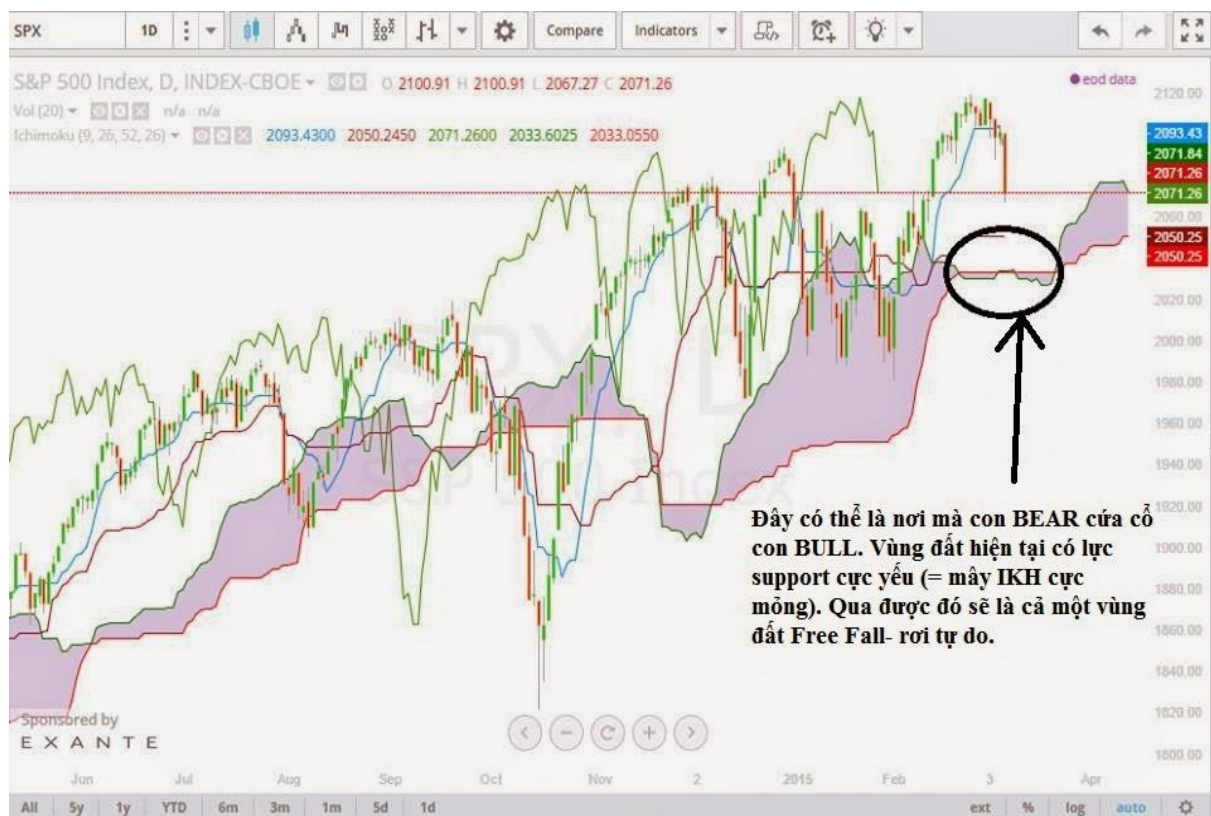 SPX 1D Compare Indicators
S&P 500 Index, D, INDEX-CBOE O 2100.91 H 2100.91 L 2067.27 C 2071.26
eod data
Vol (20) n/a n/a
Ichimoku (9, 26, 52, 26) 2093.4300 2050.2450 2071.2600 2033.6025 2033.0550
2120.00
2093.43
2071.84
2071.26
2071.26
2060.00
2050.25
2050.25
2020.00
2000.00
1980.00
1960.00
1940.00
1920.00
1900.00
1880.00
1860.00
1840.00
1820.00
1800.00
SPX, D
S&P 500 Index
Đây có thể là nơi mà con BEAR cứa cổ
con BULL. Vùng đất hiện tại có lực
support cực yếu (= mây IKH cực
mỏng). Qua được đó sẽ là cả một vùng
đất Free Fall- rơi tự do.
Sponsored by
EXANTE
Jun Jul Aug Sep Oct Nov 2 2015 Feb 3 Apr
All 5y 1y YTD 6m 3m 1m 5d 1d ext % log auto